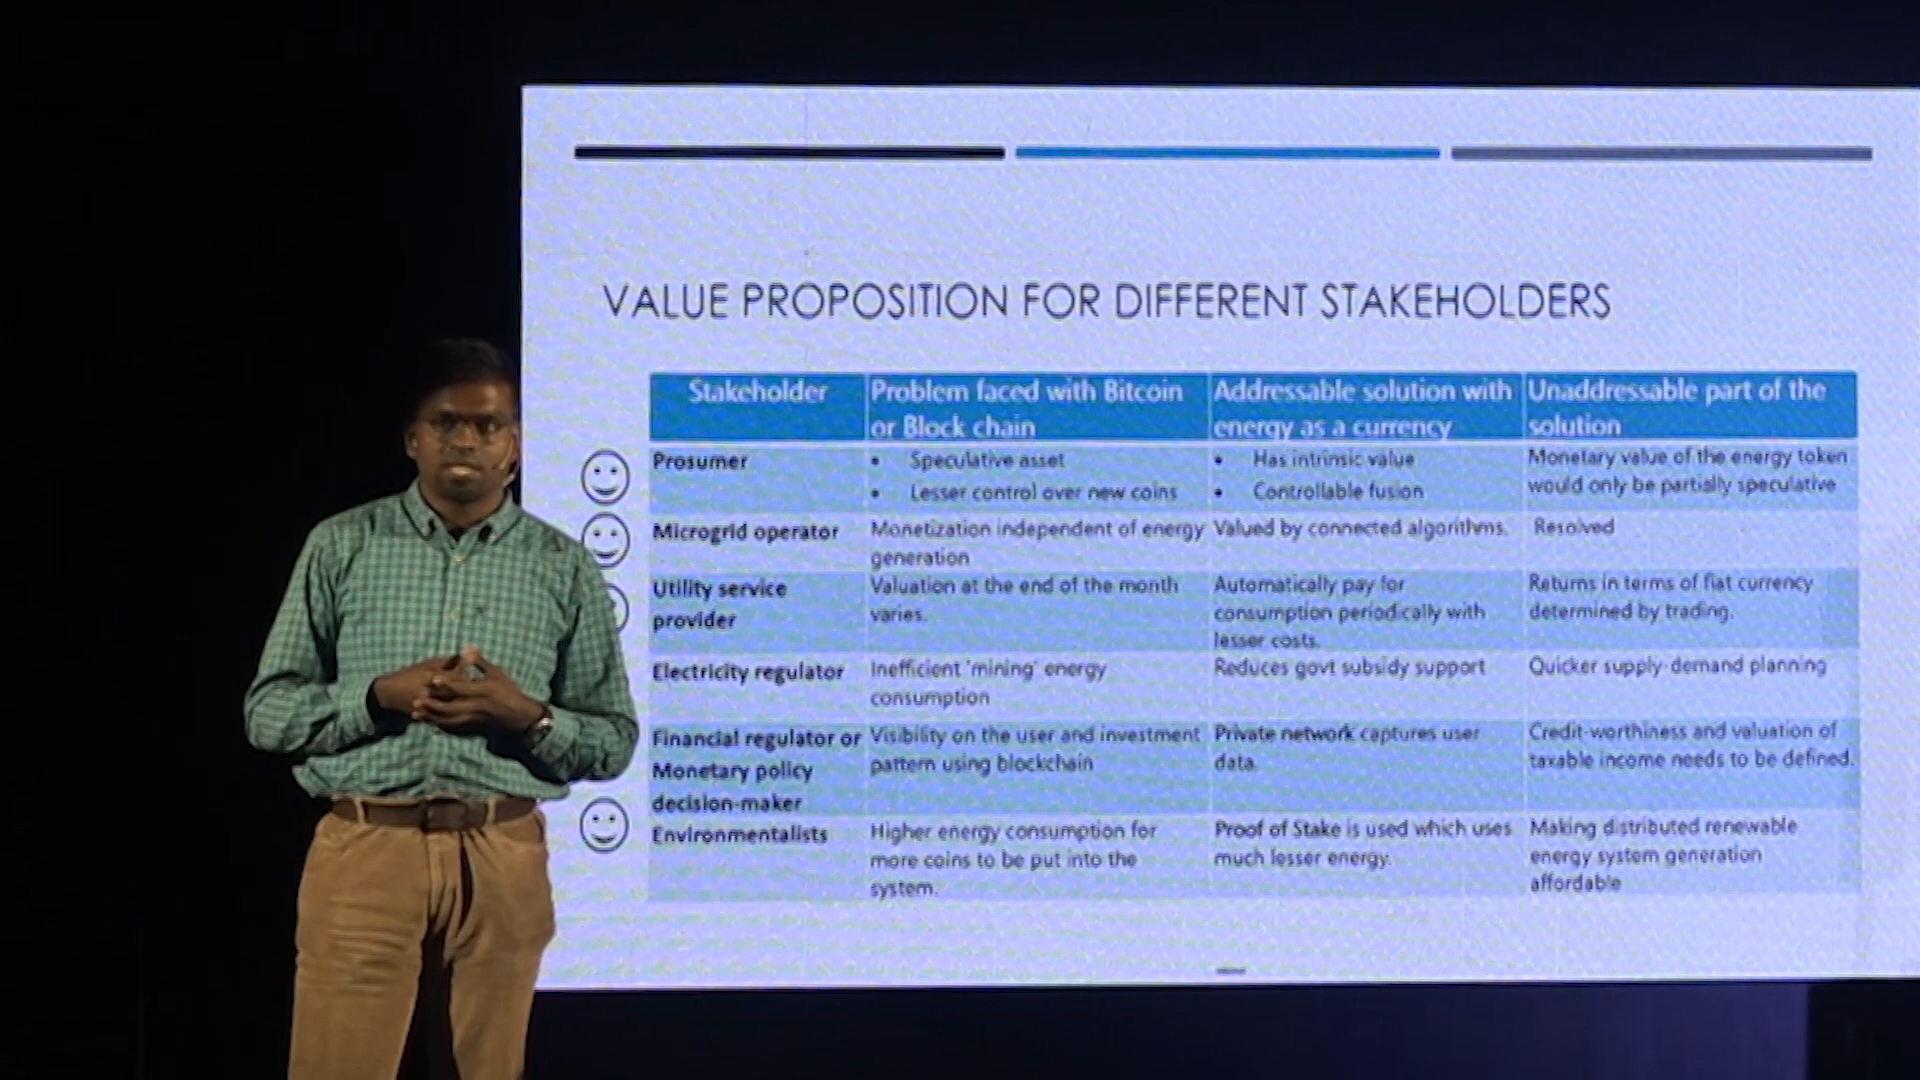 VALUE PROPOSITION FOR DIFFERENT STAKEHOLDERS
Stakeholder
Problem faced with Bitcoin
or Block chain
Addressable solution with
energy as a currency
Unaddressable part of the
solution
Prosumer
• Speculative asset
• Lesser control over new coins
• Has intrinsic value
• Controllable fusion
Monetary value of the energy token
would only be partially speculative
Microgrid operator
Monetization independent of energy
generation
Valued by connected algorithms.
Resolved
Utility service
provider
Valuation at the end of the month
varies.
Automatically pay for
consumption periodically with
lesser costs.
Returns in terms of fiat currency
determined by trading.
Electricity regulator
Inefficient 'mining' energy
consumption
Reduces govt subsidy support
Quicker supply-demand planning
Financial regulator or
Monetary policy
decision-maker
Visibility on the user and investment
pattern using blockchain
Private network captures user
data.
Credit-worthiness and valuation of
taxable income needs to be defined.
Environmentalists
Higher energy consumption for
more coins to be put into the
system.
Proof of Stake is used which uses
much lesser energy.
Making distributed renewable
energy system generation
affordable